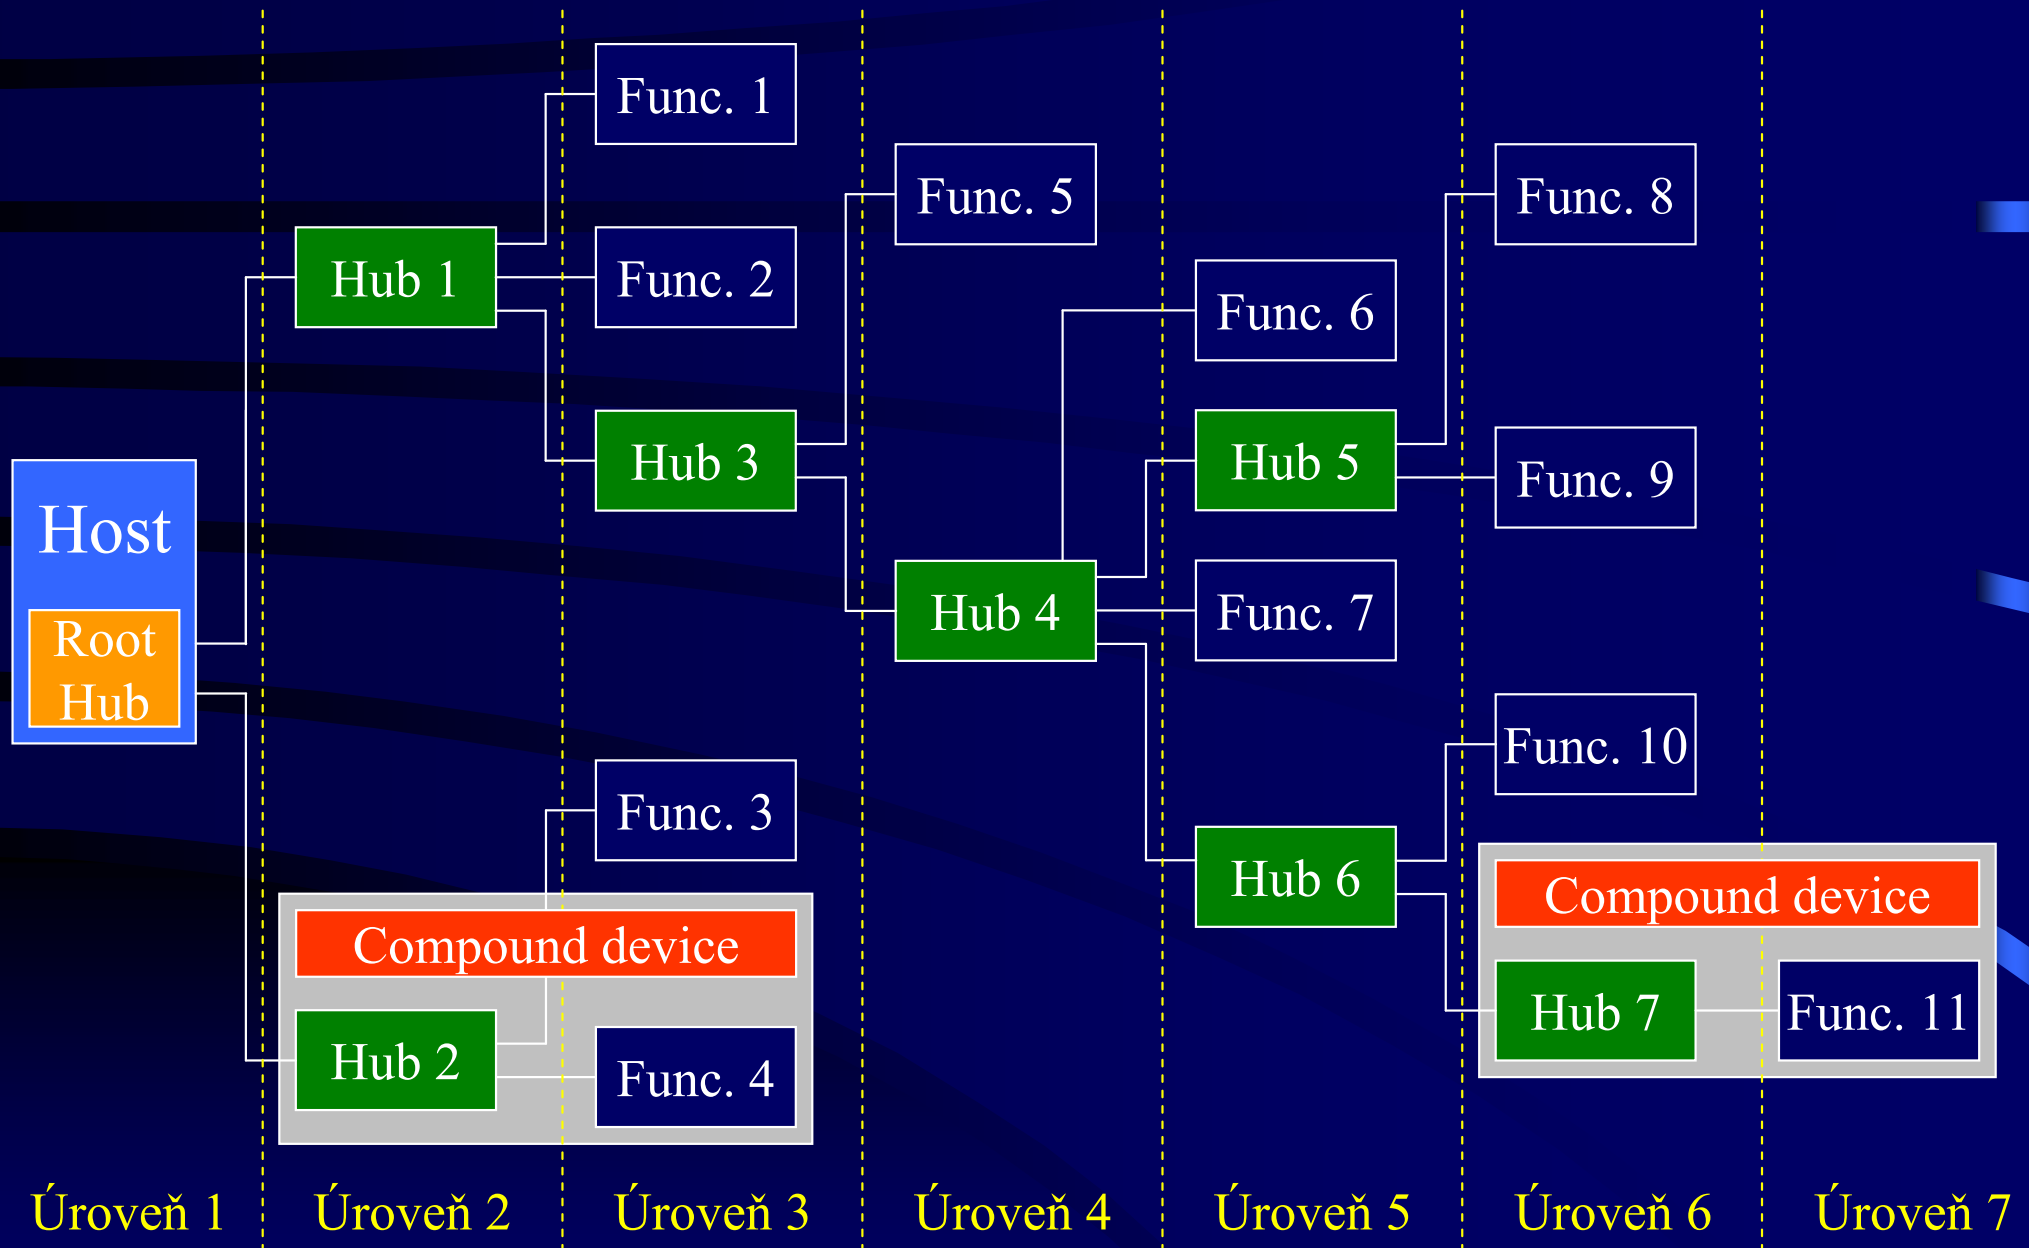 Func. 1
Func. 5
Func. 8
Hub 1
Func. 2
Func. 6
Hub 3
Hub 5
Func. 9
Host
Root
Hub
Hub 4
Func. 7
Func. 10
Func. 3
Hub 6
Compound device
Compound device
Hub 7
Func. 11
Hub 2
Func. 4
Úroveň 1
Úroveň 2
Úroveň 3
Úroveň 4
Úroveň 5
Úroveň 6
Úroveň 7